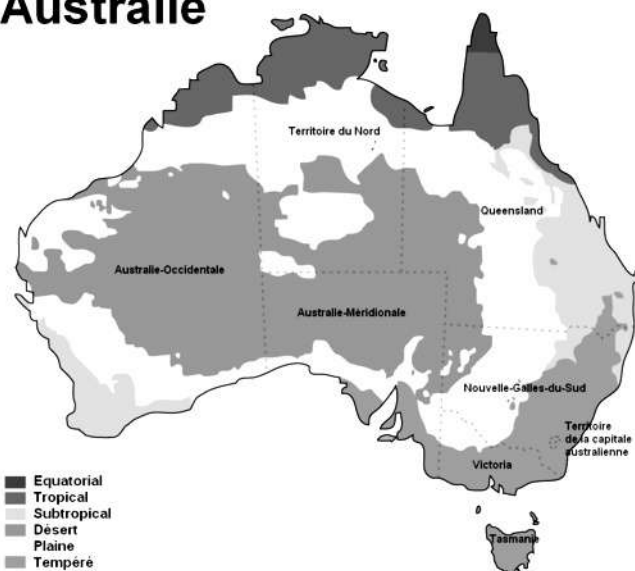 Australie
Territoire du Nord
Queensland
Australie-Occidentale
Australie-Méridionale
Nouvelle-Galles-du-Sud
Territoire
de la capitale
australienne
Victoria
Tasmanie
Equatorial
Tropical
Subtropical
Désert
Plaine
Tempéré